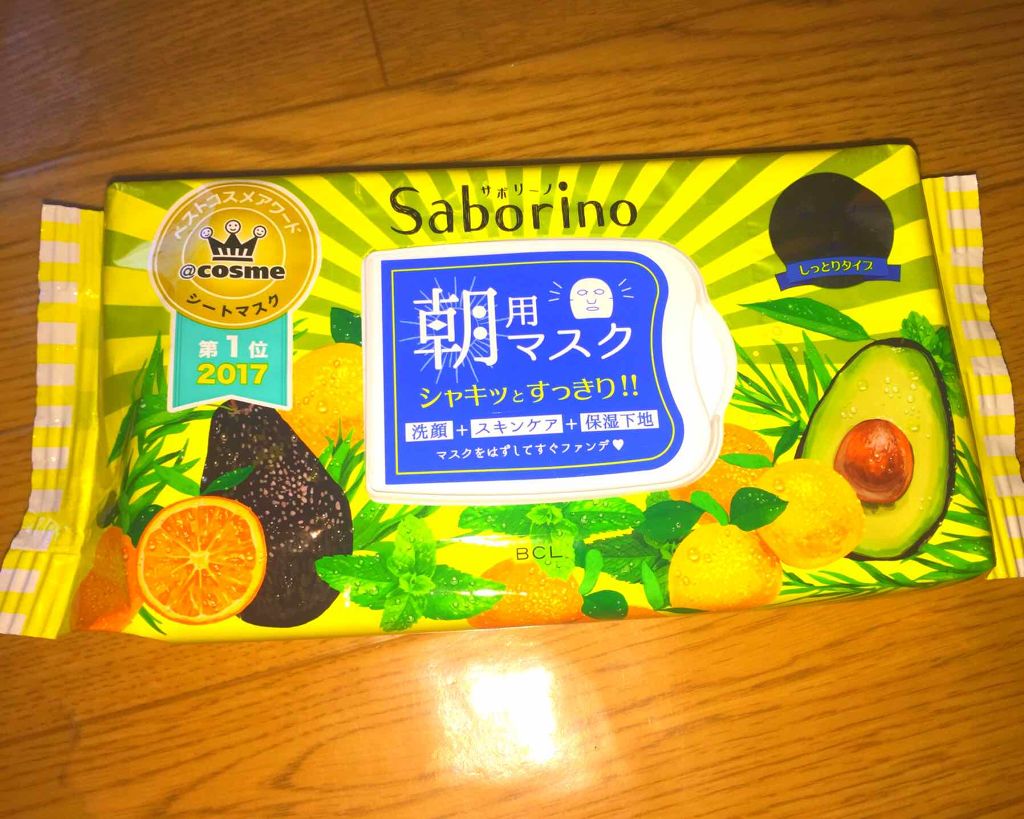 サボリーノ
Saborino
ベストコスメアワード
@cosme
シートマスク
第1位
2017
しっとりタイプ
朝用マスク
シャキッとすっきり!!
洗顔+スキンケア+保湿下地
マスクをはずしてすぐファンデ♥
BCL